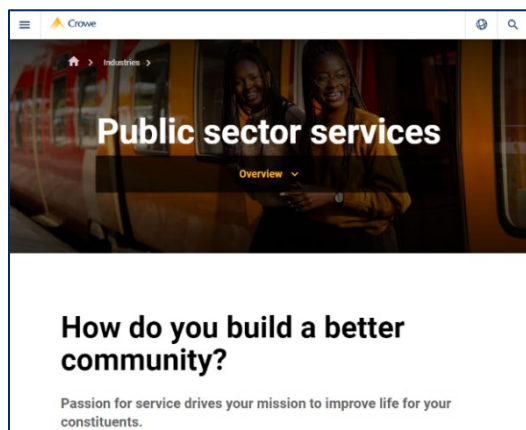 Crowe
Industries
Public sector services
Overview
How do you build a better
community?
Passion for service drives your mission to improve life for your
constituents.